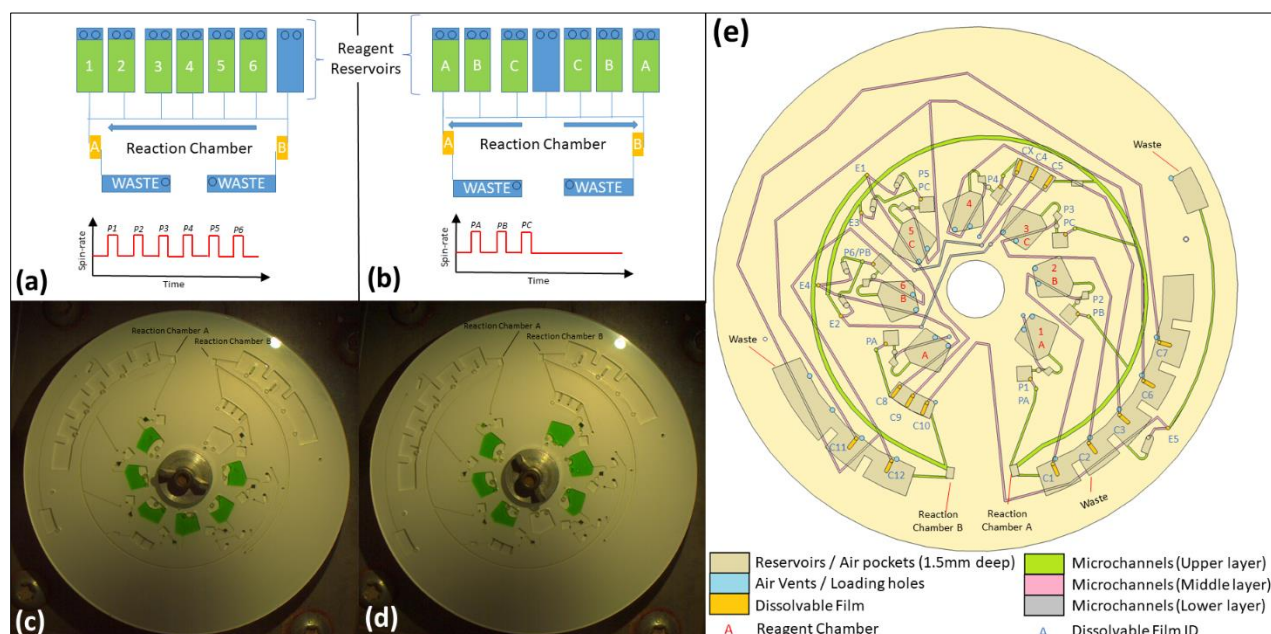 1 2 3 4 5 6
Reagent
Reservoirs
A B C C B A
A Reaction Chamber B
WASTE WASTE
A Reaction Chamber B
WASTE WASTE
P1 P2 P3 P4 P5 P6
Spin-rate
Time
(a)
PA PB PC
Spin-rate
Time
(b)
Reaction Chamber A
Reaction Chamber B
(c)
Reaction Chamber A
Reaction Chamber B
(d)
(e)
Waste
CX
C4
C5
E1
P5
PC
P4
4
P3
PC
3
C
E3
5
C
P6/PB
2
B
E4
6
B
P2
PB
E2
1
A
PA
A
Waste
C7
P1
PA
C6
C8
C9
C10
C3
E5
C11
C12
C1
C2
Waste
Reaction
Chamber B
Reaction
Chamber A
Reservoirs / Air pockets (1.5mm deep)
Air Vents / Loading holes
Dissolvable Film
A Reagent Chamber
Microchannels (Upper layer)
Microchannels (Middle layer)
Microchannels (Lower layer)
A Dissolvable Film ID